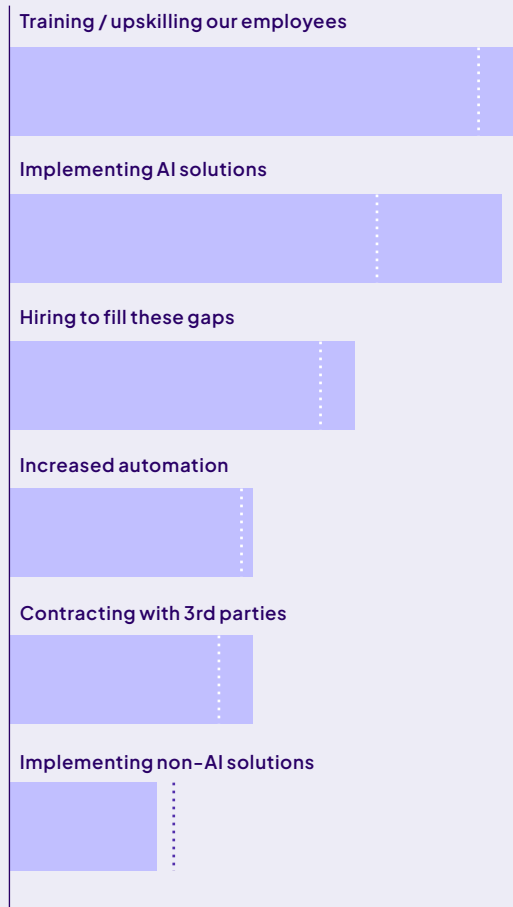 Training / upskilling our employees
Implementing AI solutions
Hiring to fill these gaps
Increased automation
Contracting with 3rd parties
Implementing non-AI solutions